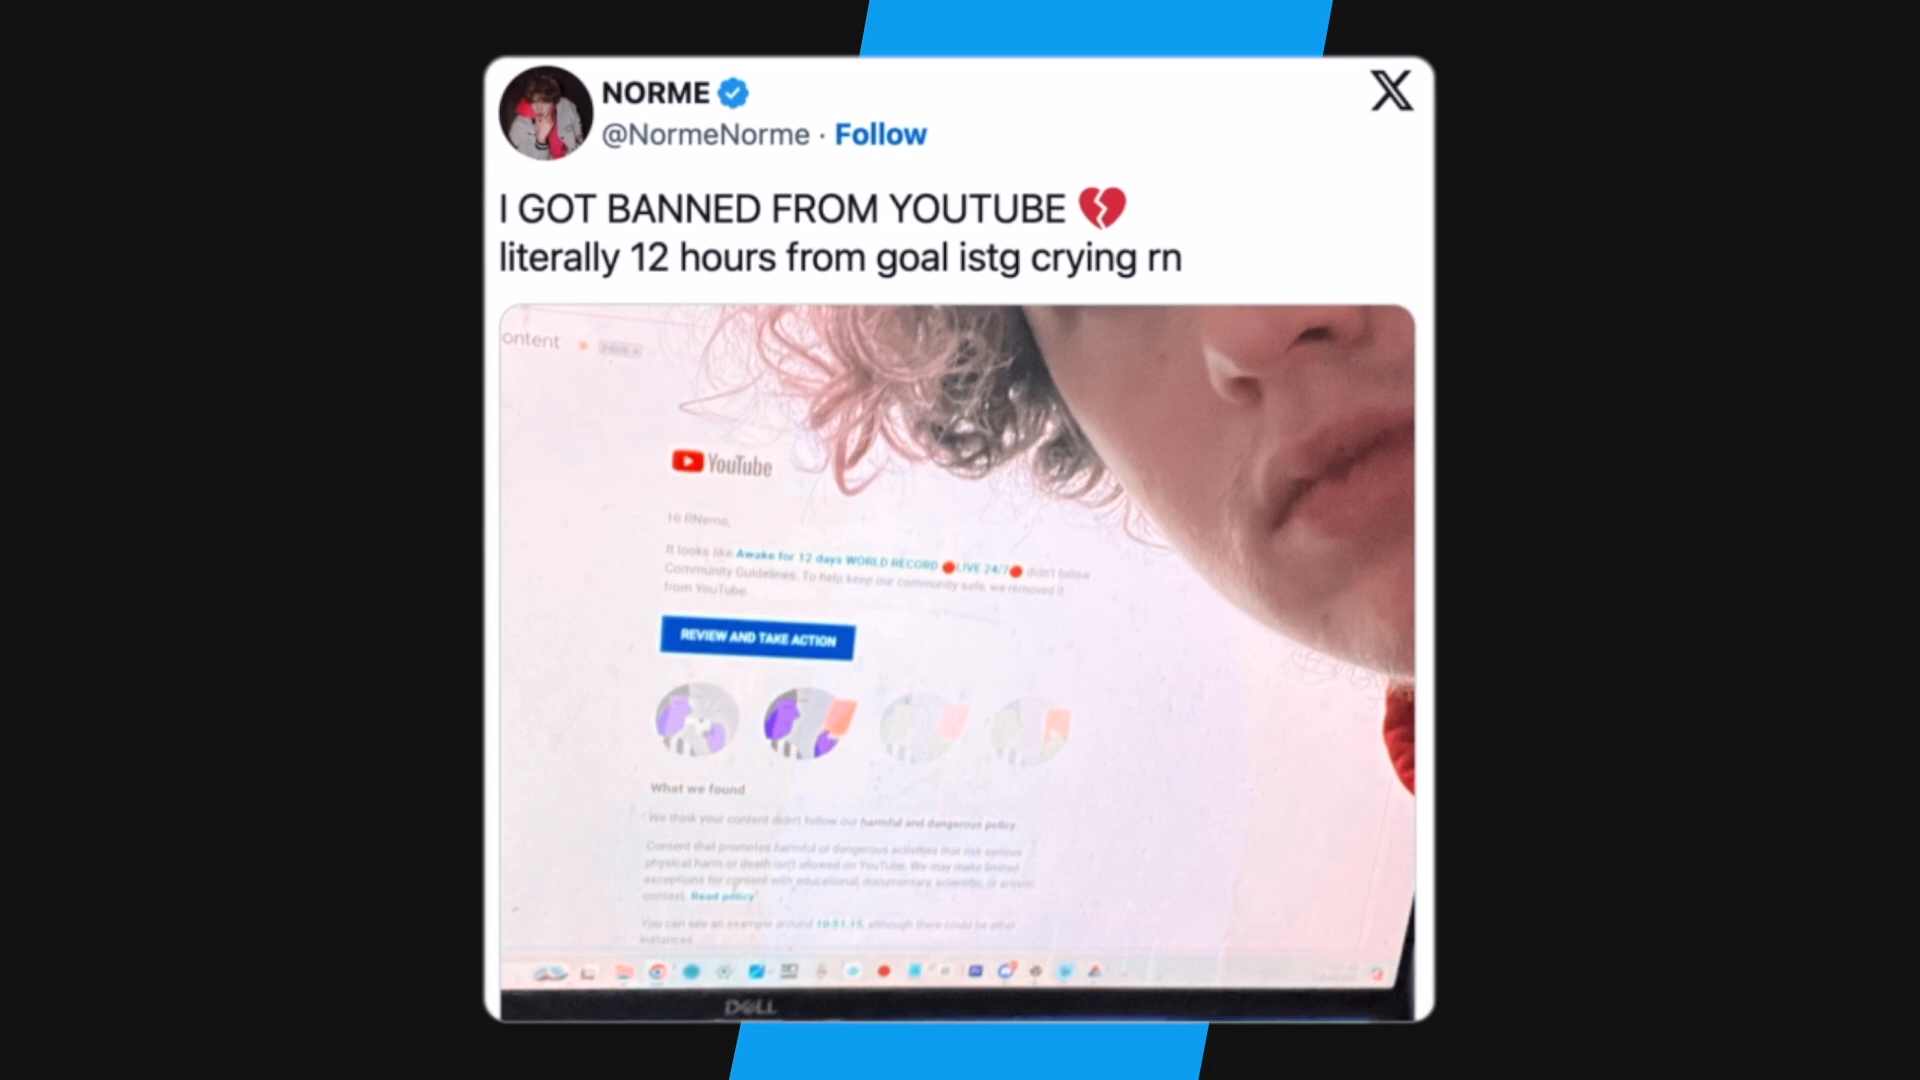 NORME
@NormeNorme · Follow
X
I GOT BANNED FROM YOUTUBE 💔
literally 12 hours from goal istg crying rn
ontent
YouTube
Hi RNemo,
It looks like Awake for 12 days WORLD RECORD 🔴LIVE 24/7🔴 didn't follow
Community Guidelines. To help keep our community safe, we removed it
from YouTube.
REVIEW AND TAKE ACTION
What we found
We think your content didn't follow our harmful and dangerous policy.
Content that promotes harmful or dangerous activities that risk serious
physical harm or death isn't allowed on YouTube. We may make limited
exceptions for content with educational, documentary, scientific, or artistic
context. Read policy
You can see an example around 10:51:15, although there could be other
instances
DELL